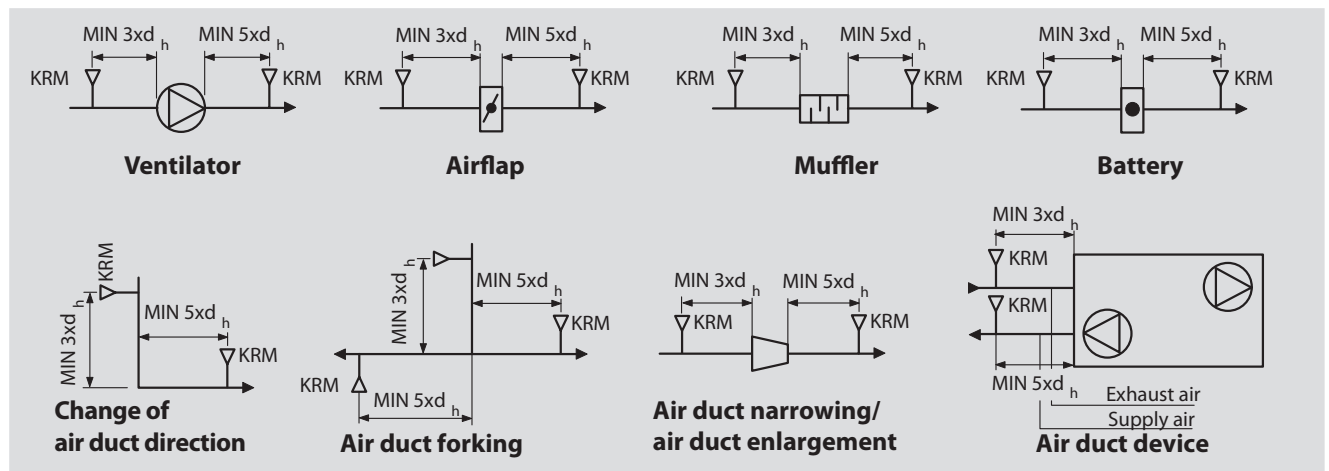 MIN 3xd h MIN 5xd h
KRM KRM
Ventilator
MIN 3xd h MIN 5xd h
KRM KRM
Airflap
MIN 3xd h MIN 5xd h
KRM KRM
Muffler
MIN 3xd h MIN 5xd h
KRM KRM
Battery
KRM
MIN 3xd h
MIN 5xd h
KRM
Change of
air duct direction
MIN 3xd h
MIN 5xd h
KRM
KRM
MIN 5xd h
Air duct forking
MIN 3xd h MIN 5xd h
KRM KRM
Air duct narrowing/
air duct enlargement
MIN 3xd h
KRM
KRM
MIN 5xd h
Exhaust air
Supply air
Air duct device